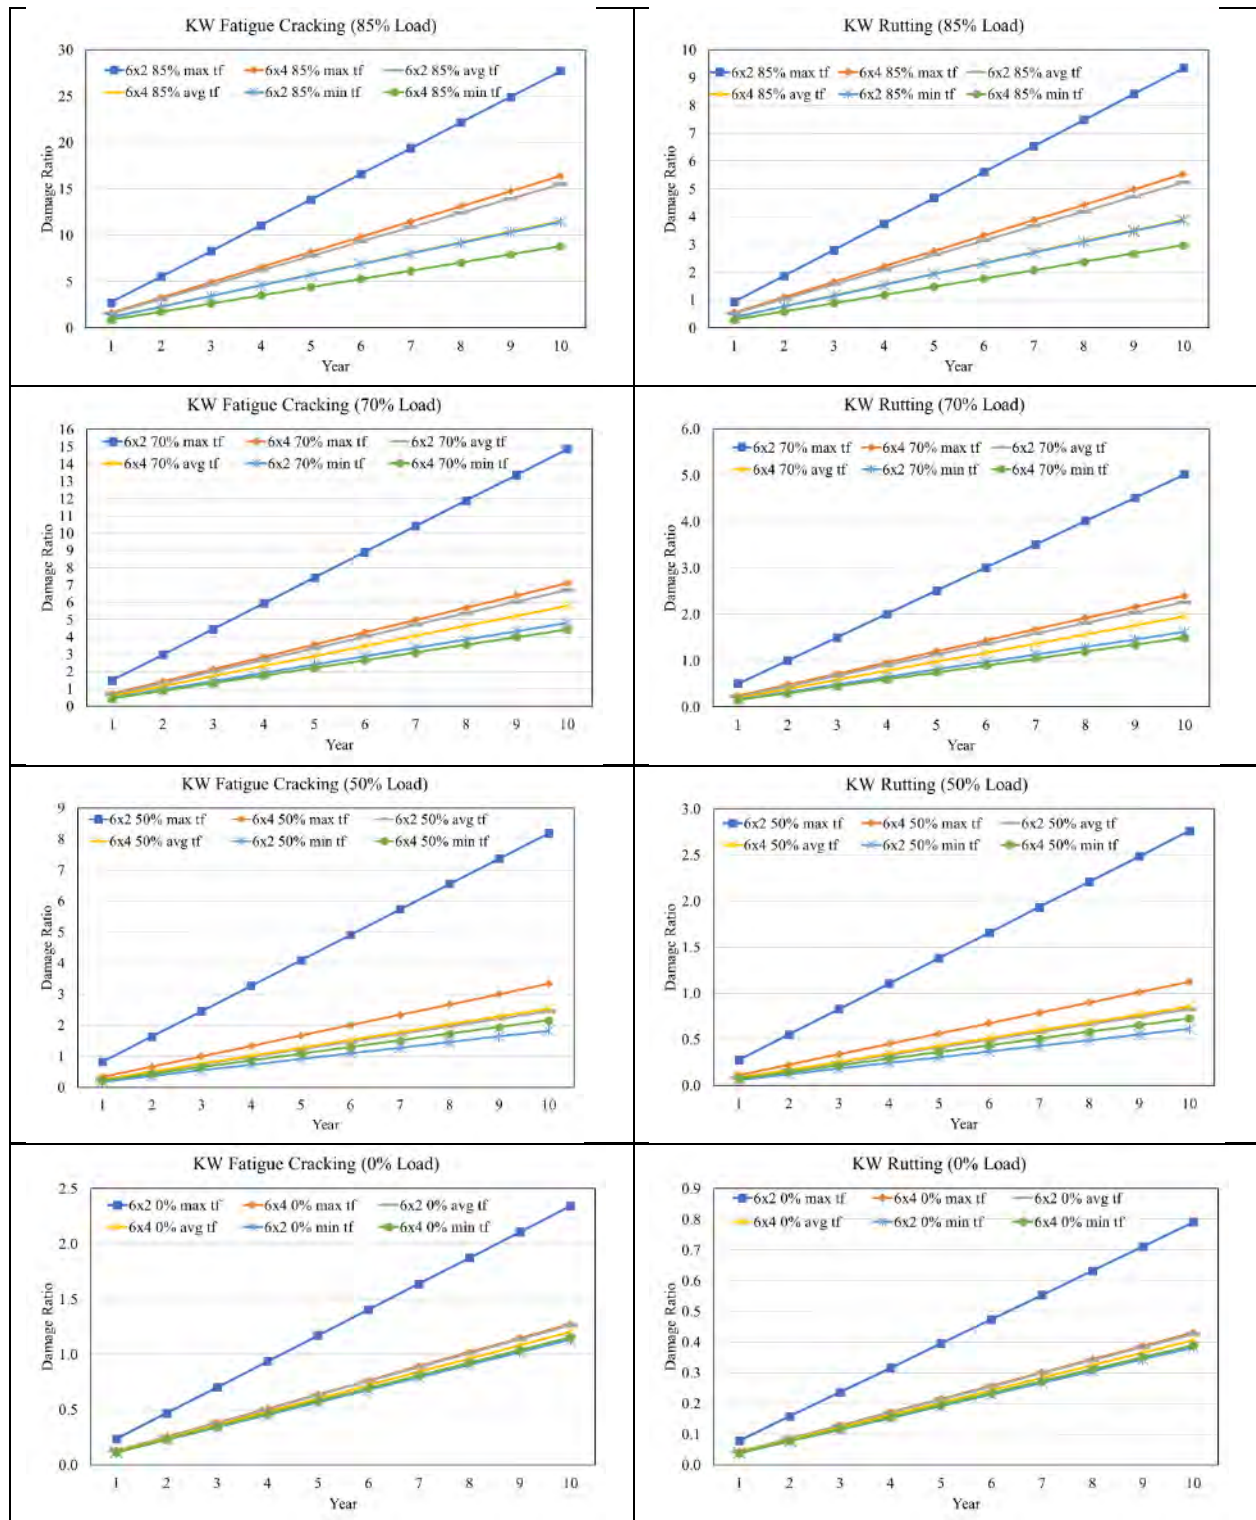 KW Fatigue Cracking (85% Load)
30
6x2 85% max tf 6x4 85% max tf 6x2 85% avg tf
6x4 85% avg tf 6x2 85% min tf 6x4 85% min tf
25
20
15
10
5
0
Damage Ratio
1 2 3 4 5 6 7 8 9 10
Year
KW Rutting (85% Load)
10
9
6x2 85% max tf 6x4 85% max tf 6x2 85% avg tf
6x4 85% avg tf 6x2 85% min tf 6x4 85% min tf
8
7
6
5
4
3
2
1
0
Damage Ratio
1 2 3 4 5 6 7 8 9 10
Year
KW Fatigue Cracking (70% Load)
16
15
6x2 70% max tf 6x4 70% max tf 6x2 70% avg tf
6x4 70% avg tf 6x2 70% min tf 6x4 70% min tf
14
13
12
11
10
9
8
7
6
5
4
3
2
1
0
Damage Ratio
1 2 3 4 5 6 7 8 9 10
Year
KW Rutting (70% Load)
6.0
6x2 70% max tf 6x4 70% max tf 6x2 70% avg tf
6x4 70% avg tf 6x2 70% min tf 6x4 70% min tf
5.0
4.0
3.0
2.0
1.0
0.0
Damage Ratio
1 2 3 4 5 6 7 8 9 10
Year
KW Fatigue Cracking (50% Load)
9
6x2 50% max tf 6x4 50% max tf 6x2 50% avg tf
6x4 50% avg tf 6x2 50% min tf 6x4 50% min tf
8
7
6
5
4
3
2
1
0
Damage Ratio
1 2 3 4 5 6 7 8 9 10
Year
KW Rutting (50% Load)
3.0
6x2 50% max tf 6x4 50% max tf 6x2 50% avg tf
6x4 50% avg tf 6x2 50% min tf 6x4 50% min tf
2.5
2.0
1.5
1.0
0.5
0.0
Damage Ratio
1 2 3 4 5 6 7 8 9 10
Year
KW Fatigue Cracking (0% Load)
2.5
6x2 0% max tf 6x4 0% max tf 6x2 0% avg tf
6x4 0% avg tf 6x2 0% min tf 6x4 0% min tf
2.0
1.5
1.0
0.5
0.0
Damage Ratio
1 2 3 4 5 6 7 8 9 10
Year
KW Rutting (0% Load)
0.9
6x2 0% max tf 6x4 0% max tf 6x2 0% avg tf
6x4 0% avg tf 6x2 0% min tf 6x4 0% min tf
0.8
0.7
0.6
0.5
0.4
0.3
0.2
0.1
0.0
Damage Ratio
1 2 3 4 5 6 7 8 9 10
Year